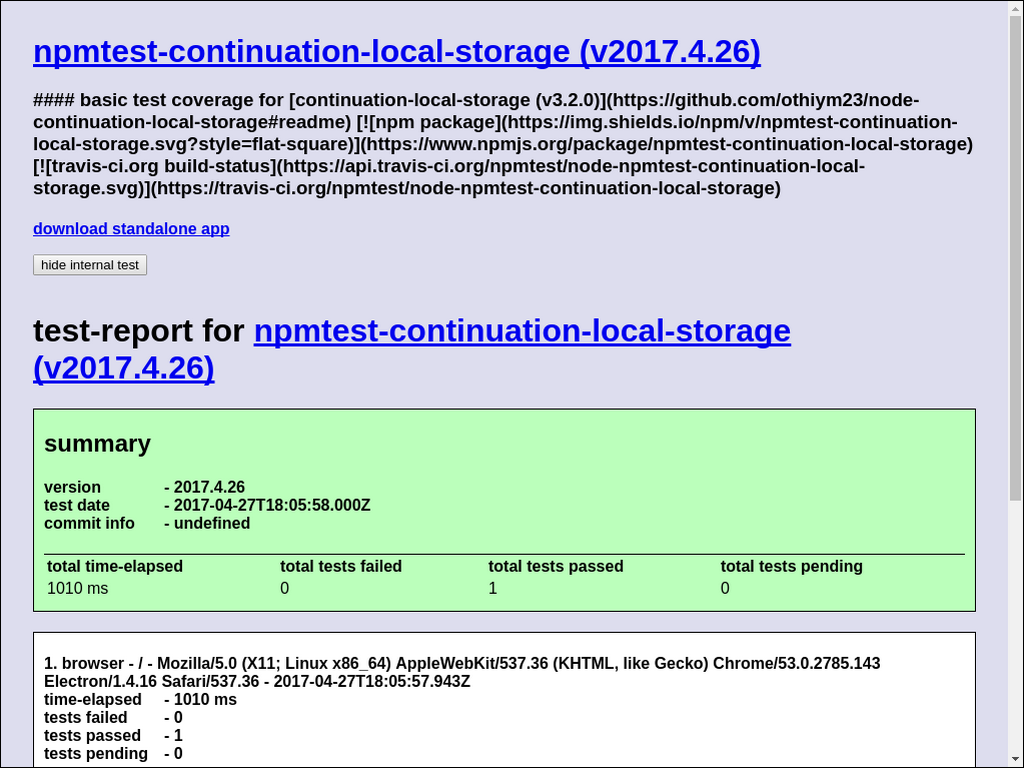 npmtest-continuation-local-storage (v2017.4.26)
#### basic test coverage for [continuation-local-storage (v3.2.0)](https://github.com/othiym23/node-
continuation-local-storage#readme) [![npm package](https://img.shields.io/npm/v/npmtest-continuation-
local-storage.svg?style=flat-square)](https://www.npmjs.org/package/npmtest-continuation-local-storage)
[![travis-ci.org build-status](https://api.travis-ci.org/npmtest/node-npmtest-continuation-local-
storage.svg)](https://travis-ci.org/npmtest/node-npmtest-continuation-local-storage)
download standalone app
hide internal test
test-report for npmtest-continuation-local-storage
(v2017.4.26)
summary
version - 2017.4.26
test date - 2017-04-27T18:05:58.000Z
commit info - undefined
total time-elapsed total tests failed total tests passed total tests pending
1010 ms 0 1 0
1. browser - / - Mozilla/5.0 (X11; Linux x86_64) AppleWebKit/537.36 (KHTML, like Gecko) Chrome/53.0.2785.143
Electron/1.4.16 Safari/537.36 - 2017-04-27T18:05:57.943Z
time-elapsed - 1010 ms
tests failed - 0
tests passed - 1
tests pending - 0